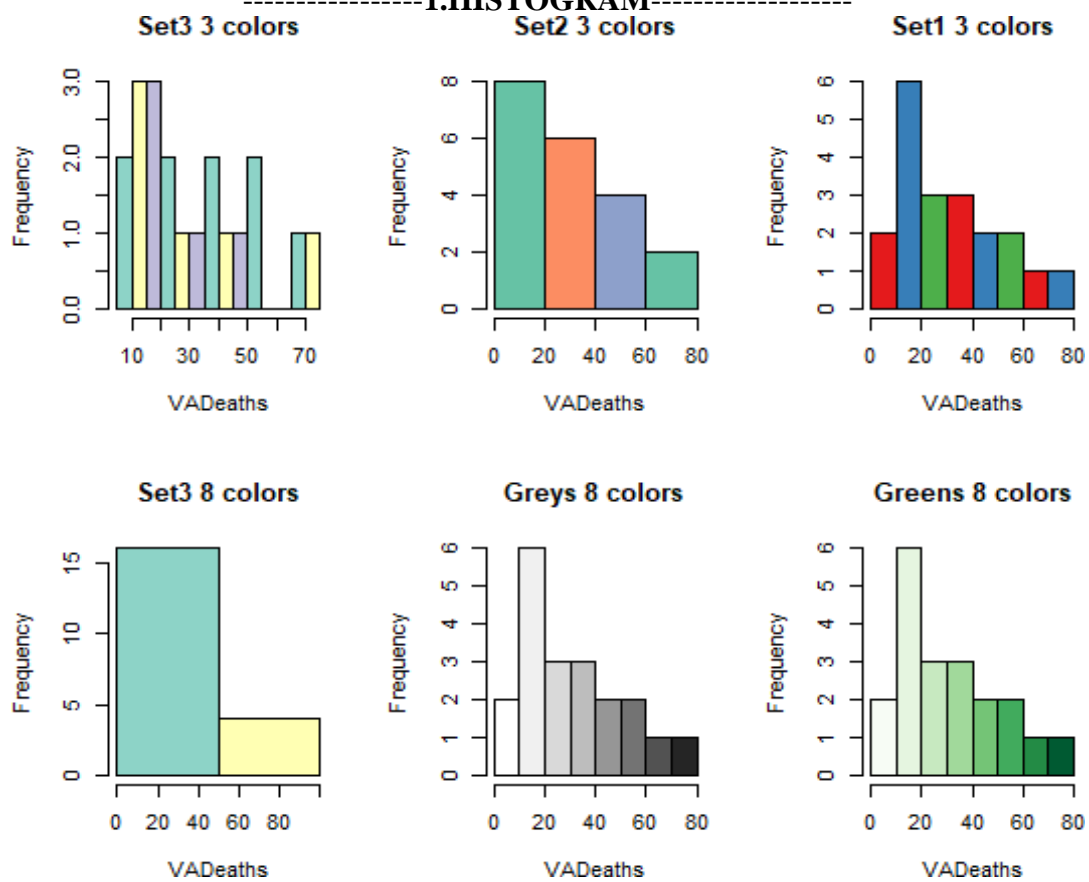 -----------------1.HISTOGRAM-------------------
Set3 3 colors
Frequency
0.0 1.0 2.0 3.0
10 30 50 70
VADeaths
Set2 3 colors
Frequency
0 2 4 6 8
0 20 40 60 80
VADeaths
Set1 3 colors
Frequency
0 1 2 3 4 5 6
0 20 40 60 80
VADeaths
Set3 8 colors
Frequency
0 5 10 15
0 20 40 60 80
VADeaths
Greys 8 colors
Frequency
0 1 2 3 4 5 6
0 20 40 60 80
VADeaths
Greens 8 colors
Frequency
0 1 2 3 4 5 6
0 20 40 60 80
VADeaths